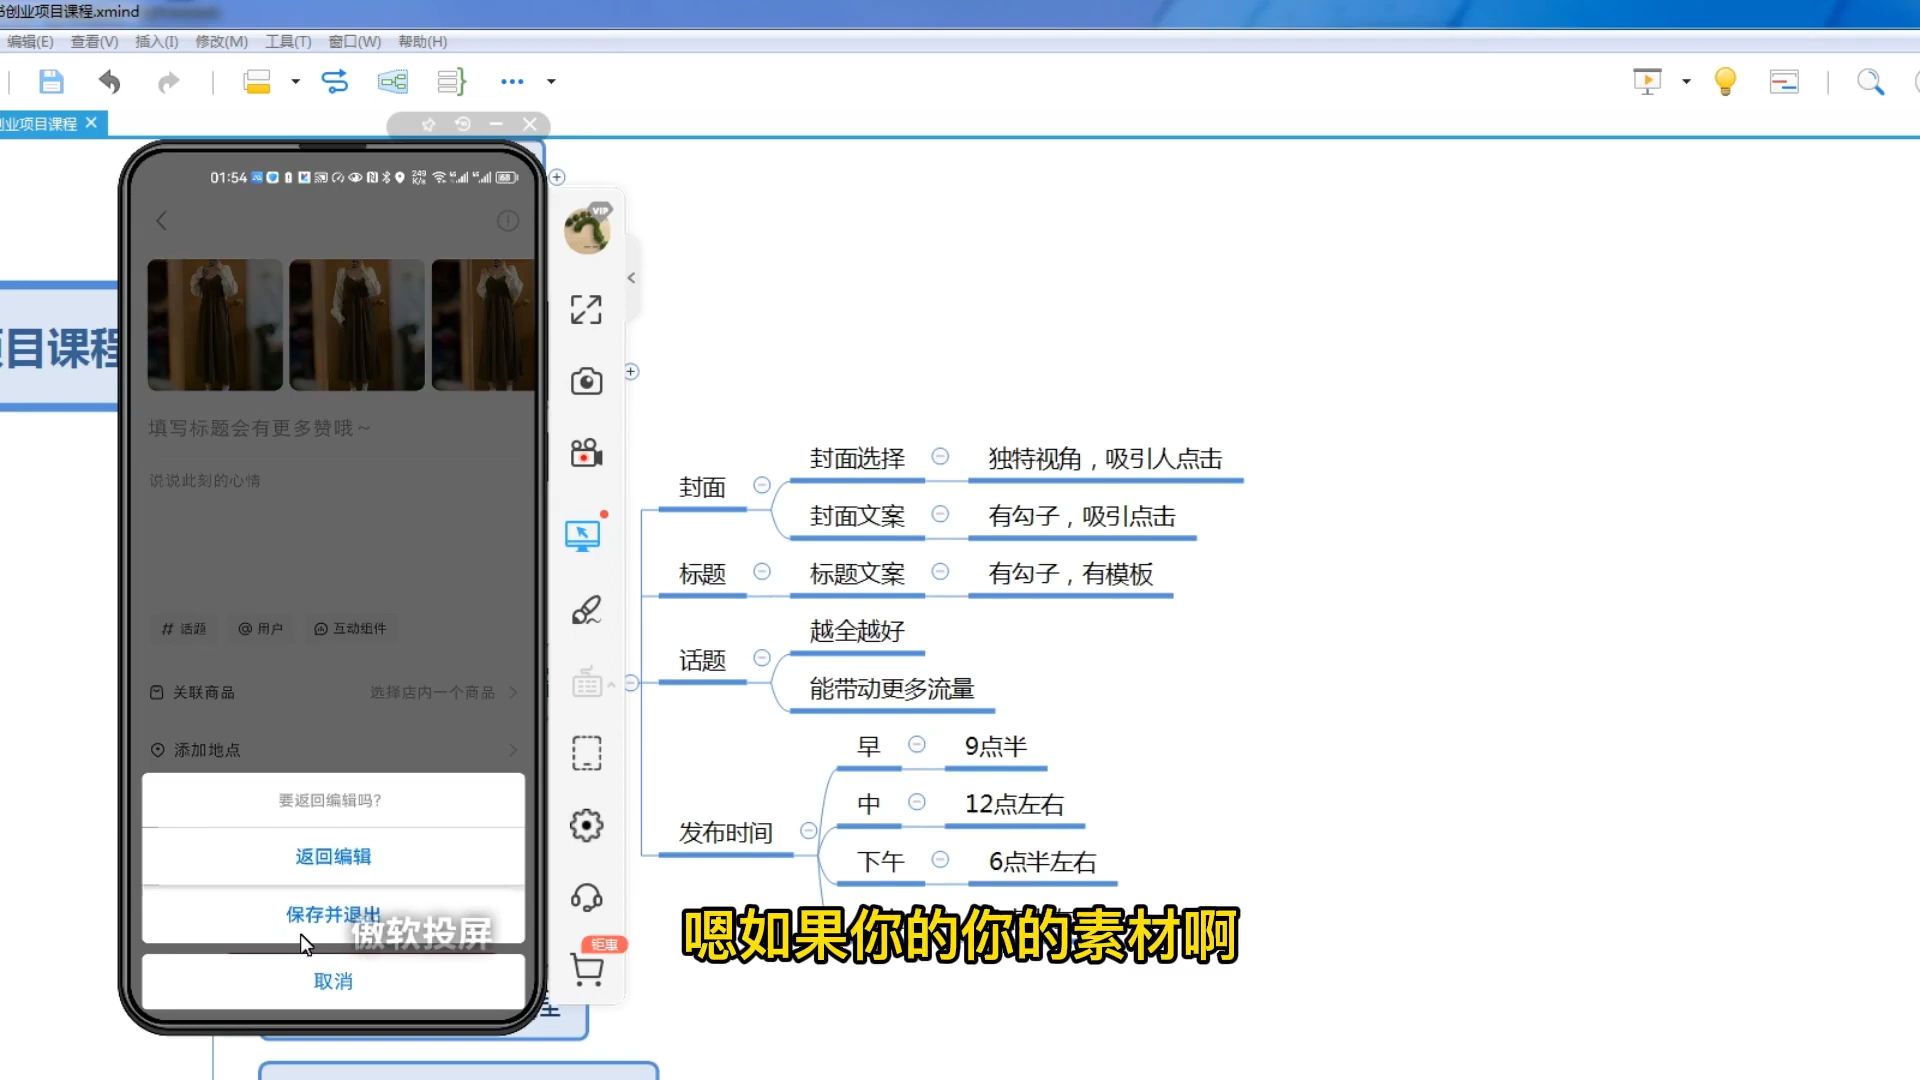 书创业项目课程.xmind
编辑(E) 查看(V) 插入(I) 修改(M) 工具(T) 窗口(W) 帮助(H)
创业项目课程
01:54
249 K/s
68
VIP
项目课程
填写标题会有更多赞哦～
说说此刻的心情
# 话题
@ 用户
互动组件
关联商品
选择店内一个商品
添加地点
要返回编辑吗?
返回编辑
保存并退出
傲软投屏
取消
钜惠
封面
封面选择
独特视角，吸引人点击
封面文案
有勾子，吸引点击
标题
标题文案
有勾子，有模板
话题
越全越好
能带动更多流量
发布时间
早
9点半
中
12点左右
下午
6点半左右
嗯如果你的你的素材啊